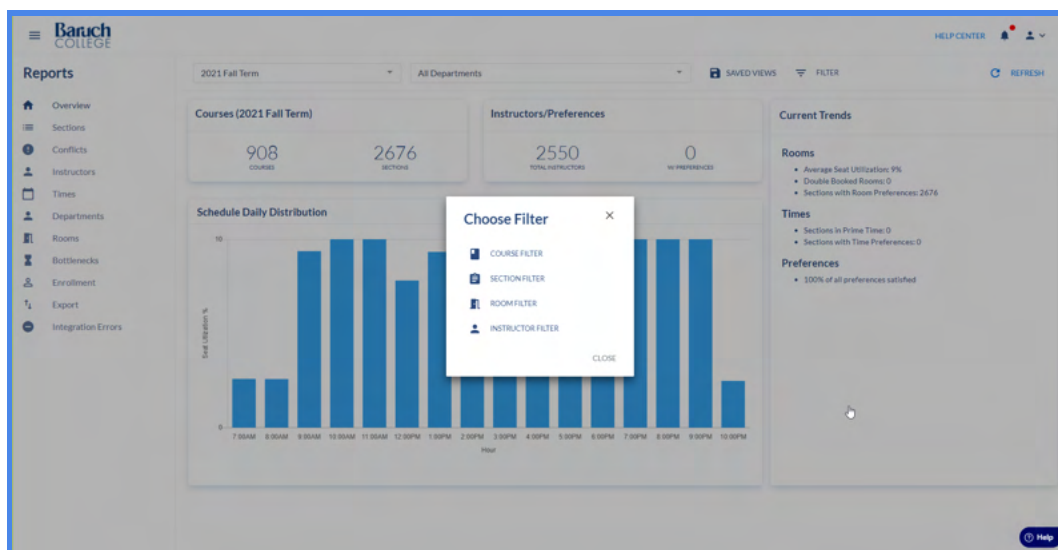 Baruch
COLLEGE
HELP CENTER
Reports
2021 Fall Term
All Departments
SAVED VIEWS
FILTER
REFRESH
Overview
Sections
Conflicts
Instructors
Times
Departments
Rooms
Bottlenecks
Enrollment
Export
Integration Errors
Courses (2021 Fall Term)
908
COURSES
2676
SECTIONS
Instructors/Preferences
2550
TOTAL INSTRUCTORS
0
W/ PREFERENCES
Current Trends
Rooms
Average Seat Utilization: 9%
Double Booked Rooms: 0
Sections with Room Preferences: 2676
Times
Sections in Prime Time: 0
Sections with Time Preferences: 0
Preferences
100% of all preferences satisfied
Schedule Daily Distribution
10
Seat Utilization %
0
7:00AM 8:00AM 9:00AM 10:00AM 11:00AM 12:00PM 1:00PM 2:00PM 3:00PM 4:00PM 5:00PM 6:00PM 7:00PM 8:00PM 9:00PM 10:00PM
Hour
Choose Filter
COURSE FILTER
SECTION FILTER
ROOM FILTER
INSTRUCTOR FILTER
CLOSE
Help